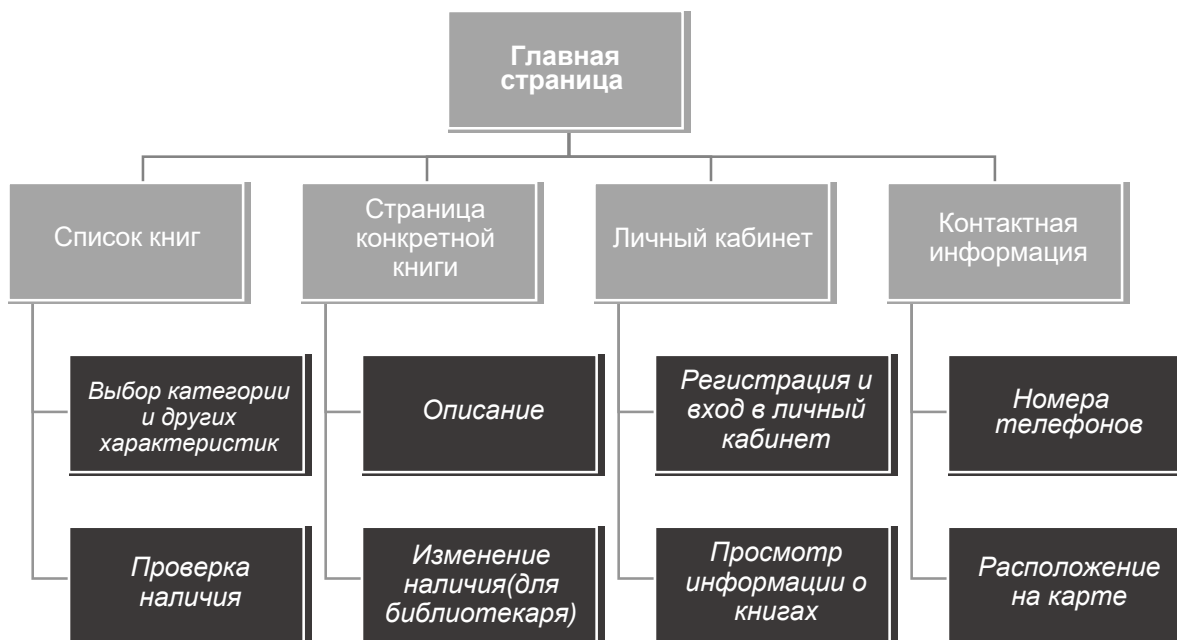 Главная
страница
Список книг
Страница
конкретной
книги
Личный кабинет
Контактная
информация
Выбор категории
и других
характеристик
Описание
Регистрация и
вход в личный
кабинет
Номера
телефонов
Проверка
наличия
Изменение
наличия(для
библиотекаря)
Просмотр
информации о
книгах
Расположение
на карте